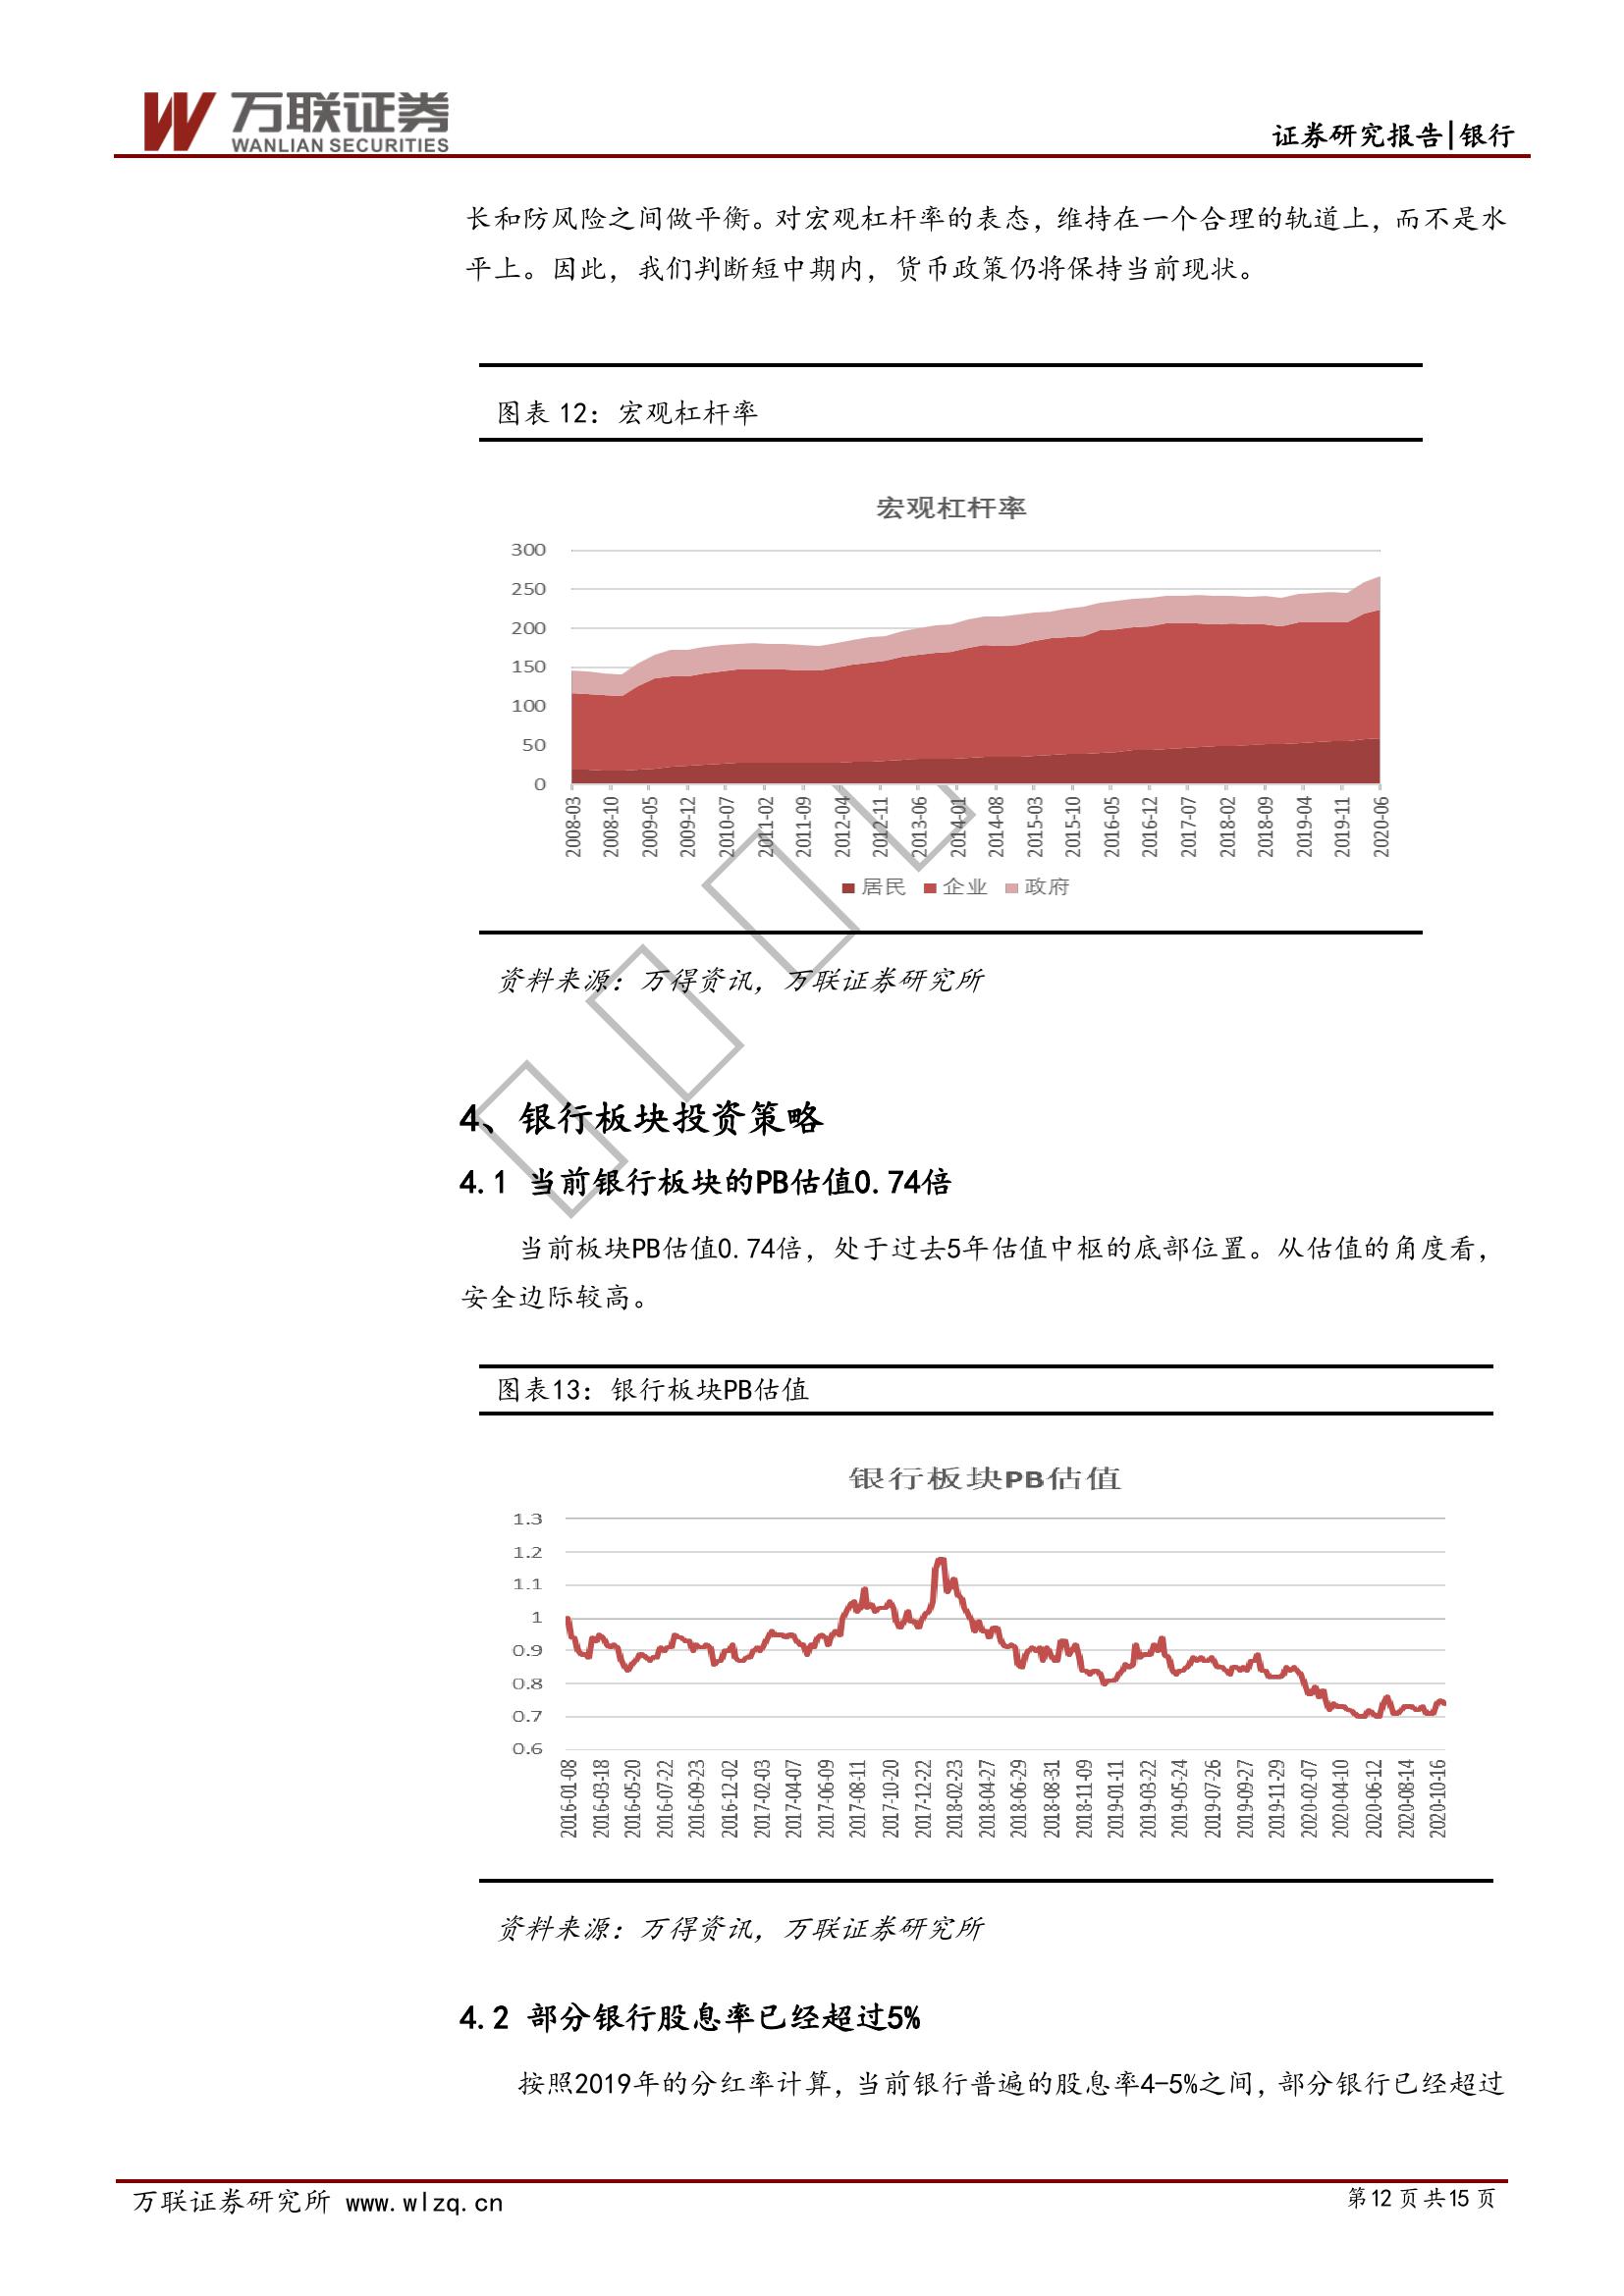 万联证券
WANLIAN SECURITIES
证券研究报告|银行
长和防风险之间做平衡。对宏观杠杆率的表态，维持在一个合理的轨道上，而不是水
平上。因此，我们判断短中期内，货币政策仍将保持当前现状。
图表 12：宏观杠杆率
宏观杠杆率
300
250
200
150
100
50
0
2008-03 2008-10 2009-05 2009-12 2010-07 2011-02 2011-09 2012-04 2012-11 2013-06 2014-01 2014-08 2015-03 2015-10 2016-05 2016-12 2017-07 2018-02 2018-09 2019-04 2019-11 2020-06
居民 企业 政府
资料来源：万得资讯，万联证券研究所
4、银行板块投资策略
4.1 当前银行板块的PB估值0.74倍
当前板块PB估值0.74倍，处于过去5年估值中枢的底部位置。从估值的角度看，
安全边际较高。
图表13：银行板块PB估值
银行板块PB估值
1.3
1.2
1.1
1
0.9
0.8
0.7
0.6
2016-01-08 2016-03-18 2016-05-20 2016-07-22 2016-09-23 2016-12-02 2017-02-03 2017-04-07 2017-06-09 2017-08-11 2017-10-20 2017-12-22 2018-02-23 2018-04-27 2018-06-29 2018-08-31 2018-11-09 2019-01-11 2019-03-22 2019-05-24 2019-07-26 2019-09-27 2019-11-29 2020-02-07 2020-04-10 2020-06-12 2020-08-14 2020-10-16
资料来源：万得资讯，万联证券研究所
4.2 部分银行股息率已经超过5%
按照2019年的分红率计算，当前银行普遍的股息率4-5%之间，部分银行已经超过
万联证券研究所 www.wlzq.cn
第12页共15页